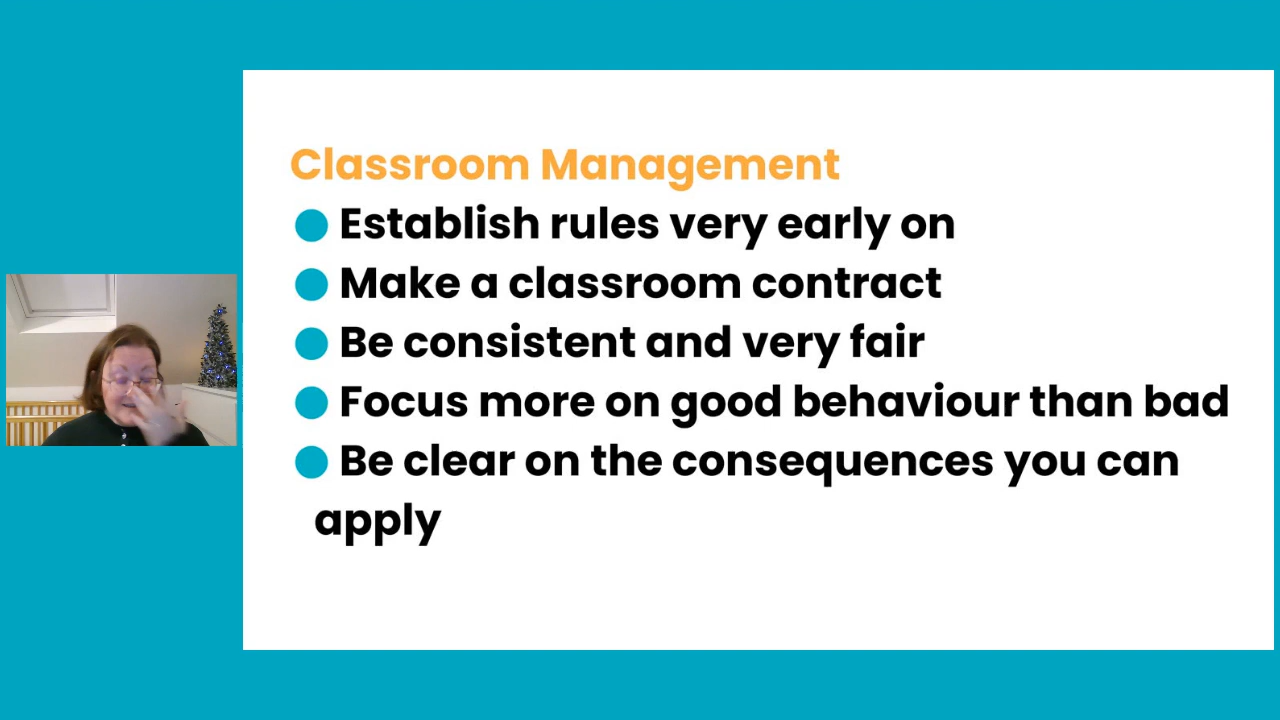 Classroom Management
● Establish rules very early on
● Make a classroom contract
● Be consistent and very fair
● Focus more on good behaviour than bad
● Be clear on the consequences you can
apply